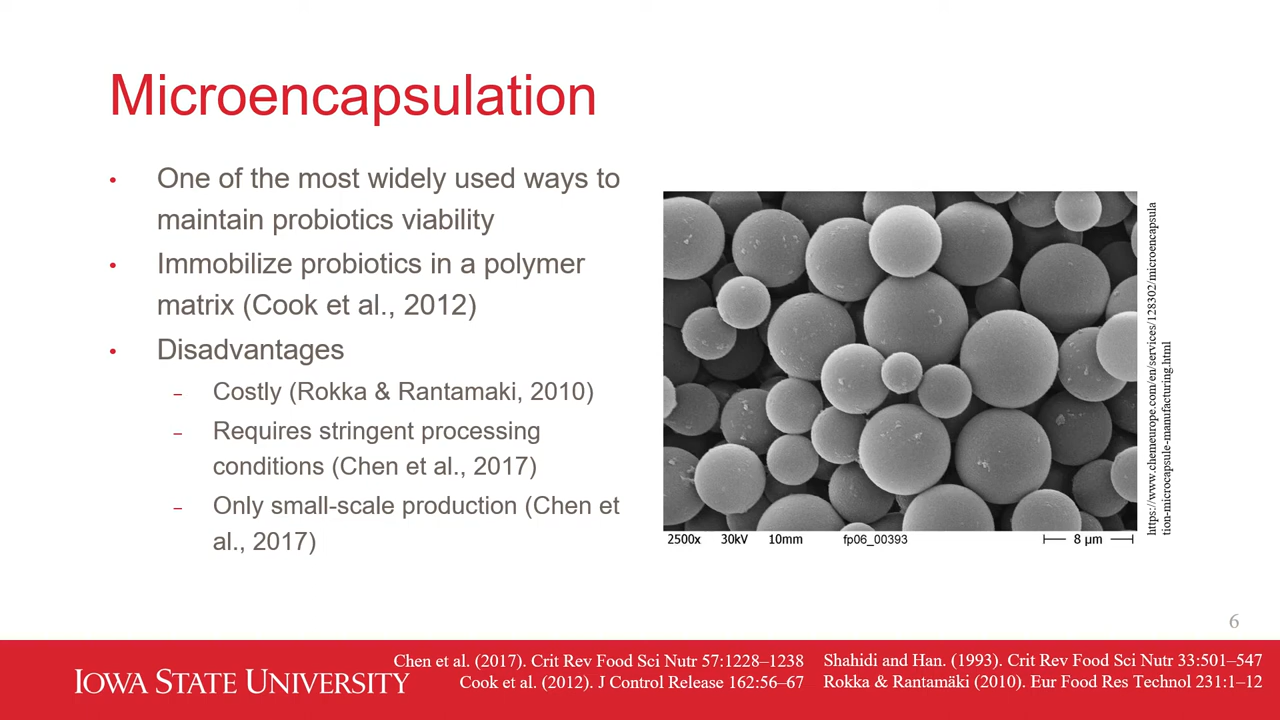 Microencapsulation
• One of the most widely used ways to
maintain probiotics viability
• Immobilize probiotics in a polymer
matrix (Cook et al., 2012)
• Disadvantages
– Costly (Rokka & Rantamaki, 2010)
– Requires stringent processing
conditions (Chen et al., 2017)
– Only small-scale production (Chen et
al., 2017)
2500x 30kV 10mm fp06_00393 8 µm
https://www.chemeurope.com/en/services/128302/microencapsula
tion-microcapsule-manufacturing.html
6
IOWA STATE UNIVERSITY
Chen et al. (2017). Crit Rev Food Sci Nutr 57:1228–1238
Cook et al. (2012). J Control Release 162:56–67
Shahidi and Han. (1993). Crit Rev Food Sci Nutr 33:501–547
Rokka & Rantamäki (2010). Eur Food Res Technol 231:1–12